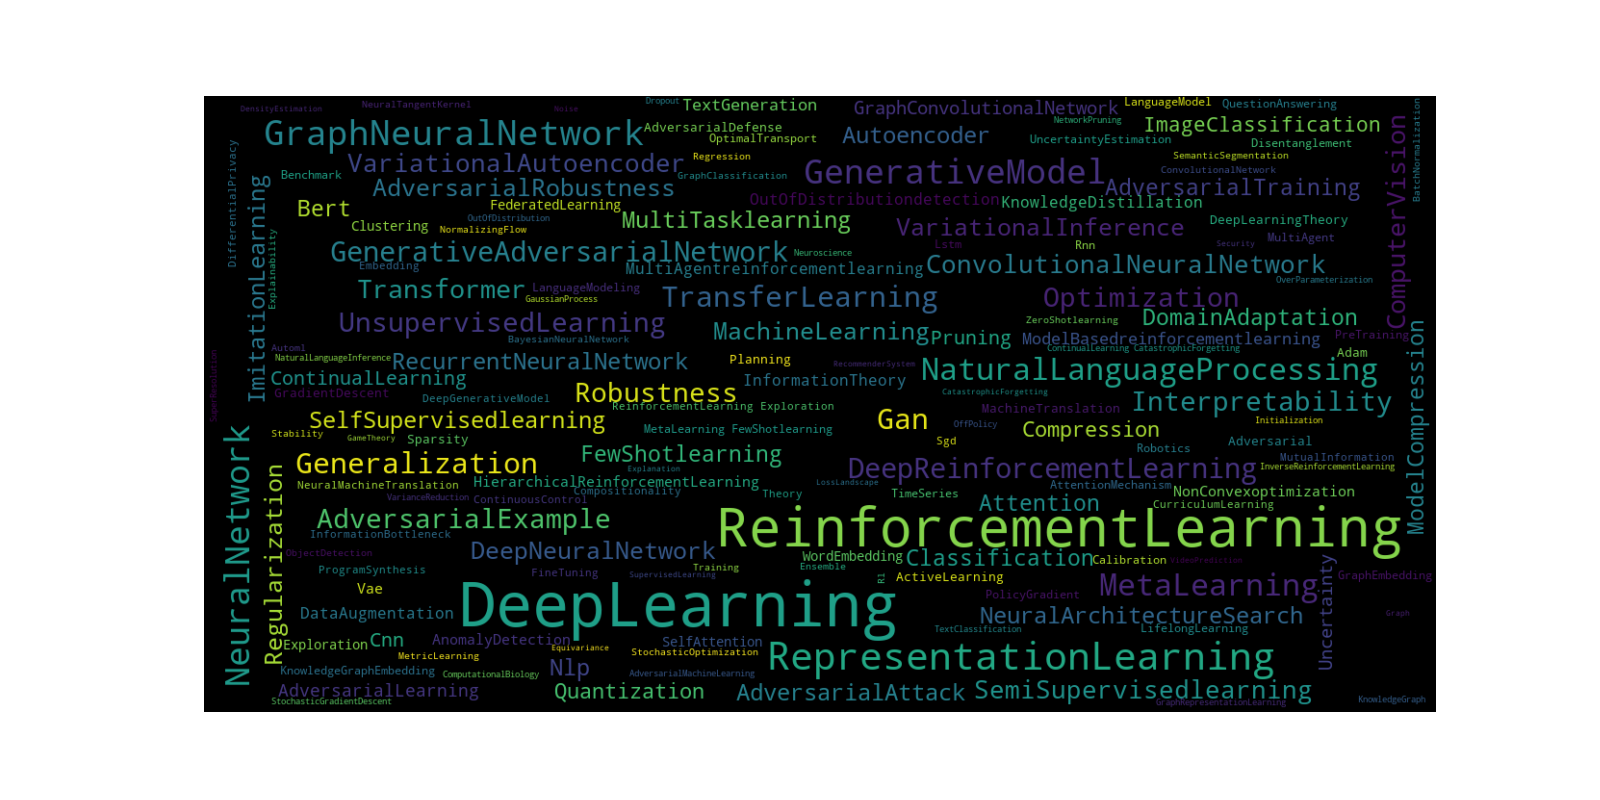 DensityEstimation
NeuralTangentKernel
Noise
Dropout
TextGeneration
GraphConvolutionalNetwork
LanguageModel
QuestionAnswering
BatchNormalization
GraphNeuralNetwork
AdversarialDefense
OptimalTransport
Autoencoder
NetworkPruning
UncertaintyEstimation
ImageClassification
Disentanglement
ComputerVision
DifferentialPrivacy
VariationalAutoencoder
Regression
GenerativeModel
SemanticSegmentation
ConvolutionalNetwork
Benchmark
AdversarialRobustness
GraphClassification
AdversarialTraining
ImitationLearning
Bert
FederatedLearning
OutOfDistributiondetection
KnowledgeDistillation
Clustering
OutOfDistribution
NormalizingFlow
MultiTasklearning
VariationalInference
DeepLearningTheory
Explainability
GenerativeAdversarialNetwork
Neuroscience
Lstm
Rnn
Security
MultiAgent
Embedding
MultiAgentreinforcementlearning
ConvolutionalNeuralNetwork
OverParameterization
Transformer
LanguageModeling
GaussianProcess
TransferLearning
Optimization
UnsupervisedLearning
BayesianNeuralNetwork
MachineLearning
Pruning
ZeroShotlearning
DomainAdaptation
ModelBasedreinforcementlearning
PreTraining
ModelCompression
SuperResolution
Automl
NaturalLanguageInference
RecurrentNeuralNetwork
Planning
RecommenderSystem
ContinualLearning CatastrophicForgetting
Adam
ContinualLearning
GradientDescent
DeepGenerativeModel
Robustness
InformationTheory
NaturalLanguageProcessing
CatastrophicForgetting
Interpretability
SelfSupervisedlearning
ReinforcementLearning Exploration
MetaLearning FewShotlearning
Gan
MachineTranslation
OffPolicy
Compression
Initialization
Stability
GameTheory
Sparsity
Sgd
Robotics
Adversarial
NeuralNetwork
Regularization
Generalization
FewShotlearning
Explanation
DeepReinforcementLearning
MutualInformation
InverseReinforcementLearning
NeuralMachineTranslation
HierarchicalReinforcementLearning
VarianceReduction
ContinuousControl
Compositionality
Theory
LossLandscape
TimeSeries
AttentionMechanism
Attention
NonConvexoptimization
CurriculumLearning
AdversarialExample
ReinforcementLearning
InformationBottleneck
ObjectDetection
DeepNeuralNetwork
WordEmbedding
Classification
Calibration
VideoPrediction
ProgramSynthesis
FineTuning
Training
SupervisedLearning
Ensemble
Rl
ActiveLearning
MetaLearning
Uncertainty
GraphEmbedding
Vae
PolicyGradient
DataAugmentation
DeepLearning
NeuralArchitectureSearch
Graph
TextClassification
LifelongLearning
Exploration
Cnn
AnomalyDetection
Equivariance
SelfAttention
StochasticOptimization
MetricLearning
RepresentationLearning
KnowledgeGraphEmbedding
ComputationalBiology
Nlp
AdversarialMachineLearning
AdversarialLearning
StochasticGradientDescent
Quantization
AdversarialAttack
SemiSupervisedlearning
GraphRepresentationLearning
KnowledgeGraph